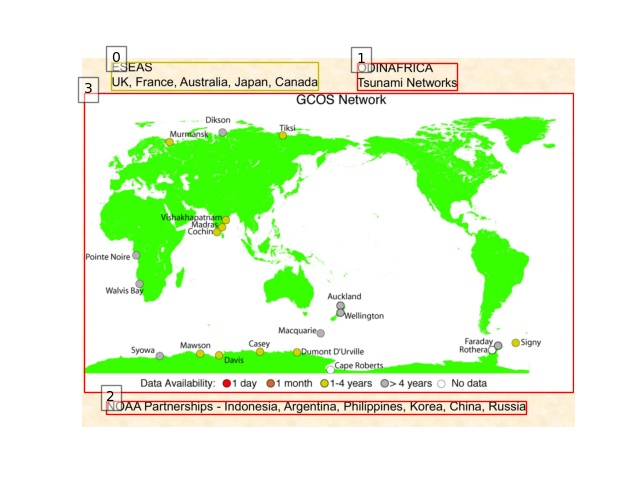 0
ESEAS
UK, France, Australia, Japan, Canada
1
ODINAFRICA
Tsunami Networks
3
GCOS Network
Dikson
Murmansk
Tiksi
Vishakhapatnam
Madras
Cochin
Pointe Noire
Walvis Bay
Auckland
Wellington
Macquarie
Syowa
Mawson
Davis
Casey
Dumont D'Urville
Cape Roberts
Faraday
Rothera
Signy
Data Availability: 1 day 1 month 1-4 years > 4 years No data
2
NOAA Partnerships - Indonesia, Argentina, Philippines, Korea, China, Russia